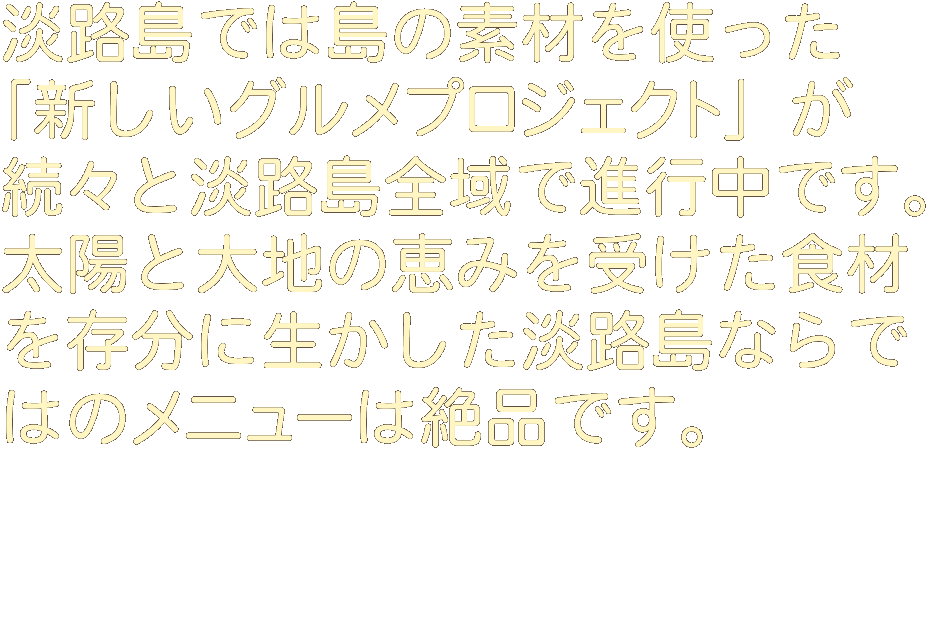 淡路島では島の素材を使った
「新しいグルメプロジェクト」が
続々と淡路島全域で進行中です。
太陽と大地の恵みを受けた食材
を存分に生かした淡路島ならで
はのメニューは絶品です。